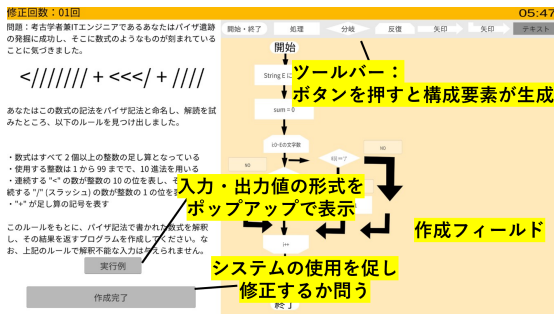 修正回数：01回
05:47
問題：考古学者兼ITエンジニアであるあなたはパイザ遺跡
の発掘に成功し、そこに数式のようなものが刻まれている
ことに気づきました。
</////// + <<</ + ////
あなたはこの数式の記法をパイザ記法と命名し、解読を試
みたところ、以下のルールを見つけ出しました。
・数式はすべて2個以上の整数の足し算となっている
・使用する整数は1から99までで、10進法を用いる
・連続する "<" の数が整数の10の位を表し、そ
続する "/" (スラッシュ) の数が整数の1の位を
・"+" が足し算の記号を表す
このルールをもとに、パイザ記法で書かれた数式を解釈
し、その結果を返すプログラムを作成してください。な
お、上記のルールで解釈不能な入力は与えられません。
実行例
作成完了
開始・終了
処理
分岐
反復
矢印
矢印
テキスト
開始
String E に
sum = 0
i:0~Eの文字数
NO
NO
i++
終了
ツールバー：
ボタンを押すと構成要素が生成
入力・出力値の形式を
ポップアップで表示
作成フィールド
システムの使用を促し
修正するか問う